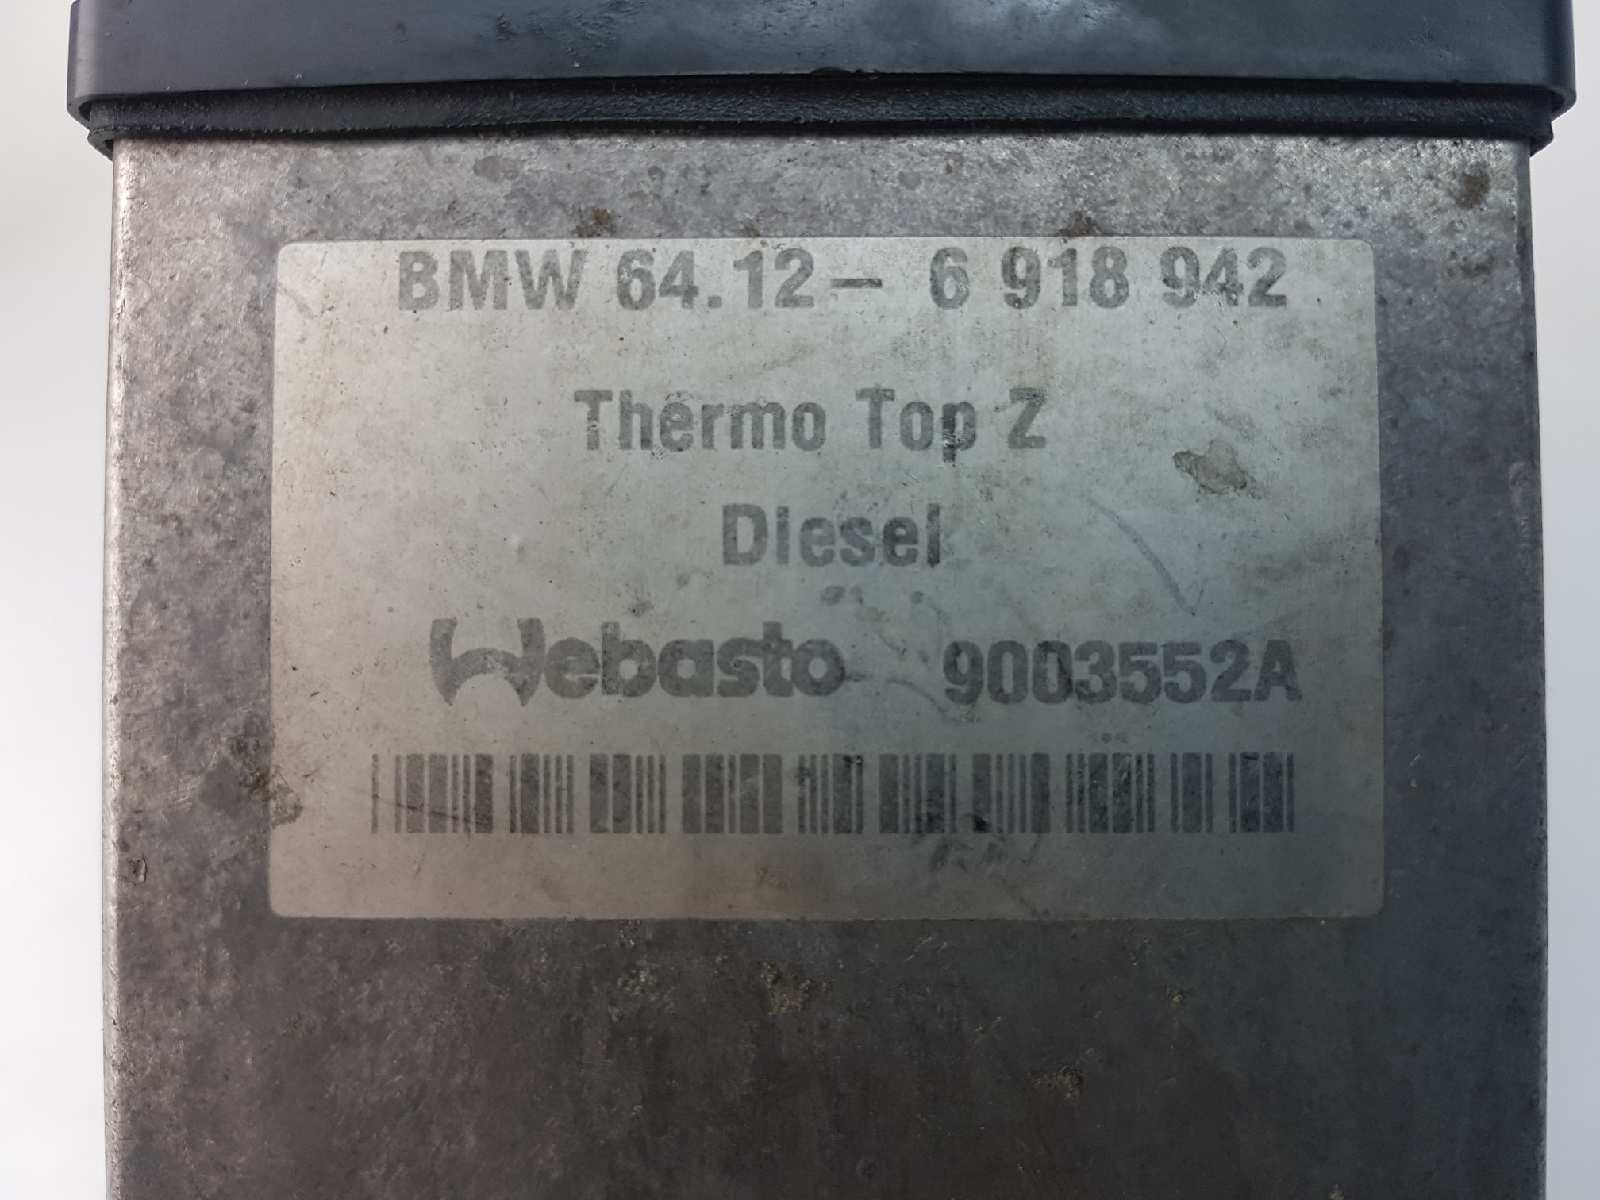 BMW 64.12- 6 918 942
Thermo Top Z
Diesel
Webasto 9003552A